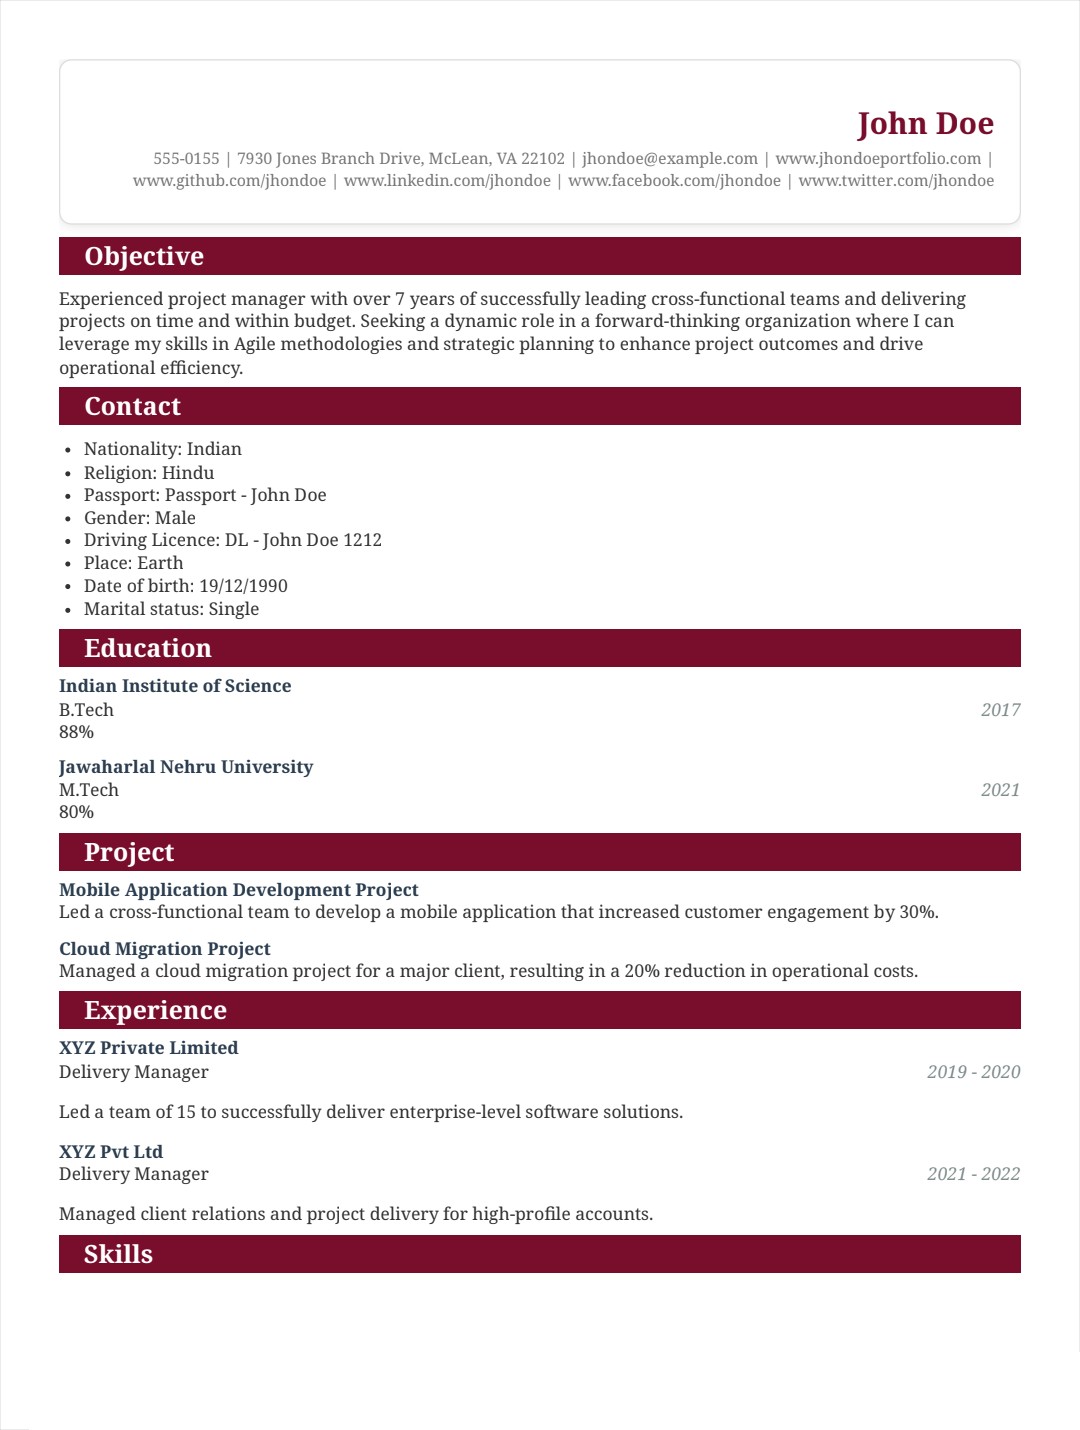 John Doe
555-0155 | 7930 Jones Branch Drive, McLean, VA 22102 | jhondoe@example.com | www.jhondoeportfolio.com |
www.github.com/jhondoe | www.linkedin.com/jhondoe | www.facebook.com/jhondoe | www.twitter.com/jhondoe
Objective
Experienced project manager with over 7 years of successfully leading cross-functional teams and delivering
projects on time and within budget. Seeking a dynamic role in a forward-thinking organization where I can
leverage my skills in Agile methodologies and strategic planning to enhance project outcomes and drive
operational efficiency.
Contact
• Nationality: Indian
• Religion: Hindu
• Passport: Passport - John Doe
• Gender: Male
• Driving Licence: DL - John Doe 1212
• Place: Earth
• Date of birth: 19/12/1990
• Marital status: Single
Education
Indian Institute of Science
B.Tech 2017
88%
Jawaharlal Nehru University
M.Tech 2021
80%
Project
Mobile Application Development Project
Led a cross-functional team to develop a mobile application that increased customer engagement by 30%.
Cloud Migration Project
Managed a cloud migration project for a major client, resulting in a 20% reduction in operational costs.
Experience
XYZ Private Limited
Delivery Manager 2019 - 2020
Led a team of 15 to successfully deliver enterprise-level software solutions.
XYZ Pvt Ltd
Delivery Manager 2021 - 2022
Managed client relations and project delivery for high-profile accounts.
Skills